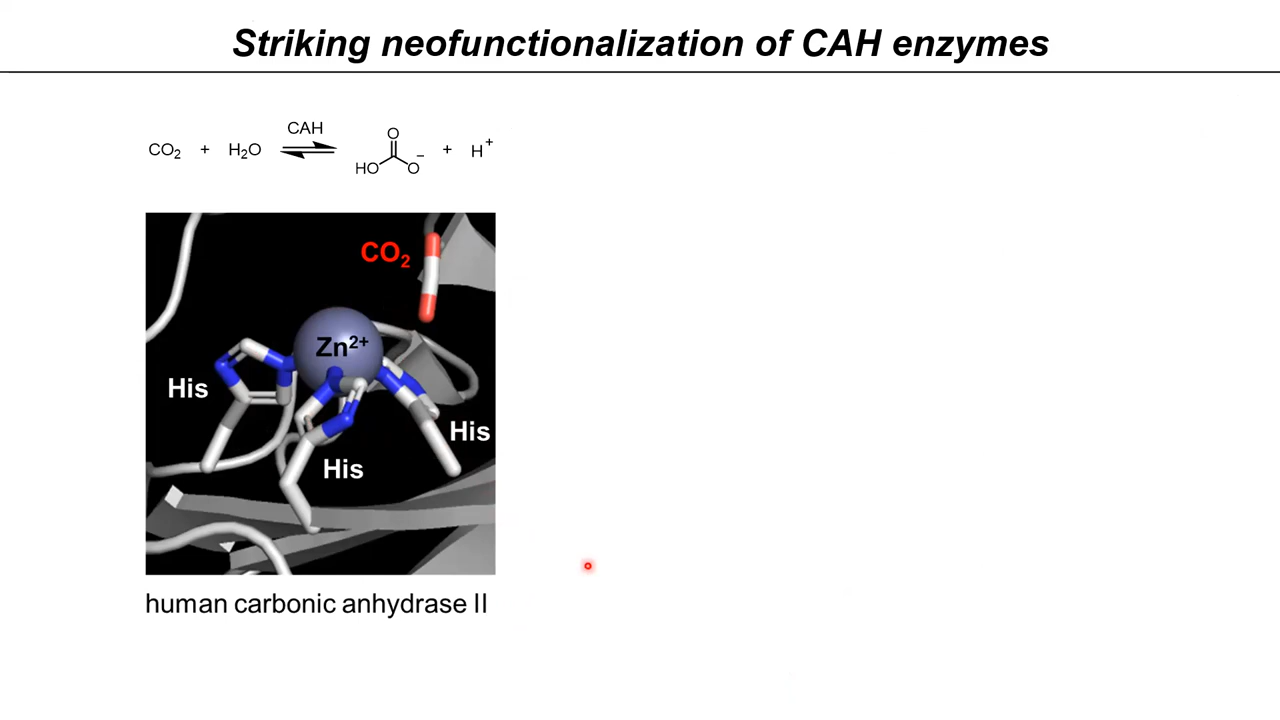 Striking neofunctionalization of CAH enzymes
CAH
CO2 + H2O ⇌ HO O O− + H+
CO2
Zn2+
His
His
His
human carbonic anhydrase II